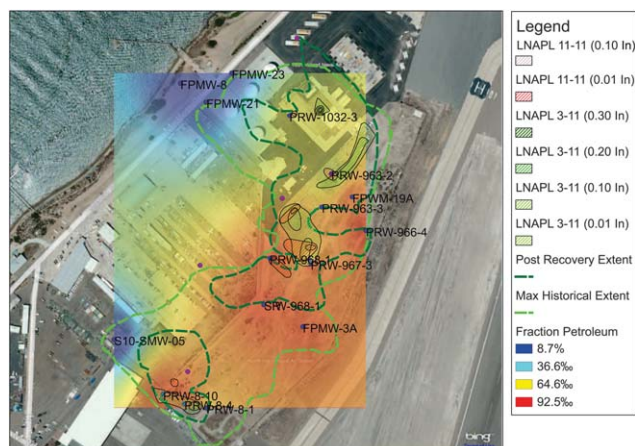 FPMW-23
FPMW-8
FPMW-21
PRW-1032-3
PRW-963-2
FPWM-19A
PRW-963-3
PRW-966-4
PRW-968-1
PRW-967-3
SPW-968-1
FPMW-3A
S10-SMW-05
PRW-8-10
PRW-8-4
PRW-8-1
H
bing
Legend
LNAPL 11-11 (0.10 In)
LNAPL 11-11 (0.01 In)
LNAPL 3-11 (0.30 In)
LNAPL 3-11 (0.20 In)
LNAPL 3-11 (0.10 In)
LNAPL 3-11 (0.01 In)
Post Recovery Extent
Max Historical Extent
Fraction Petroleum
8.7%
36.6‰
64.6‰
92.5‰